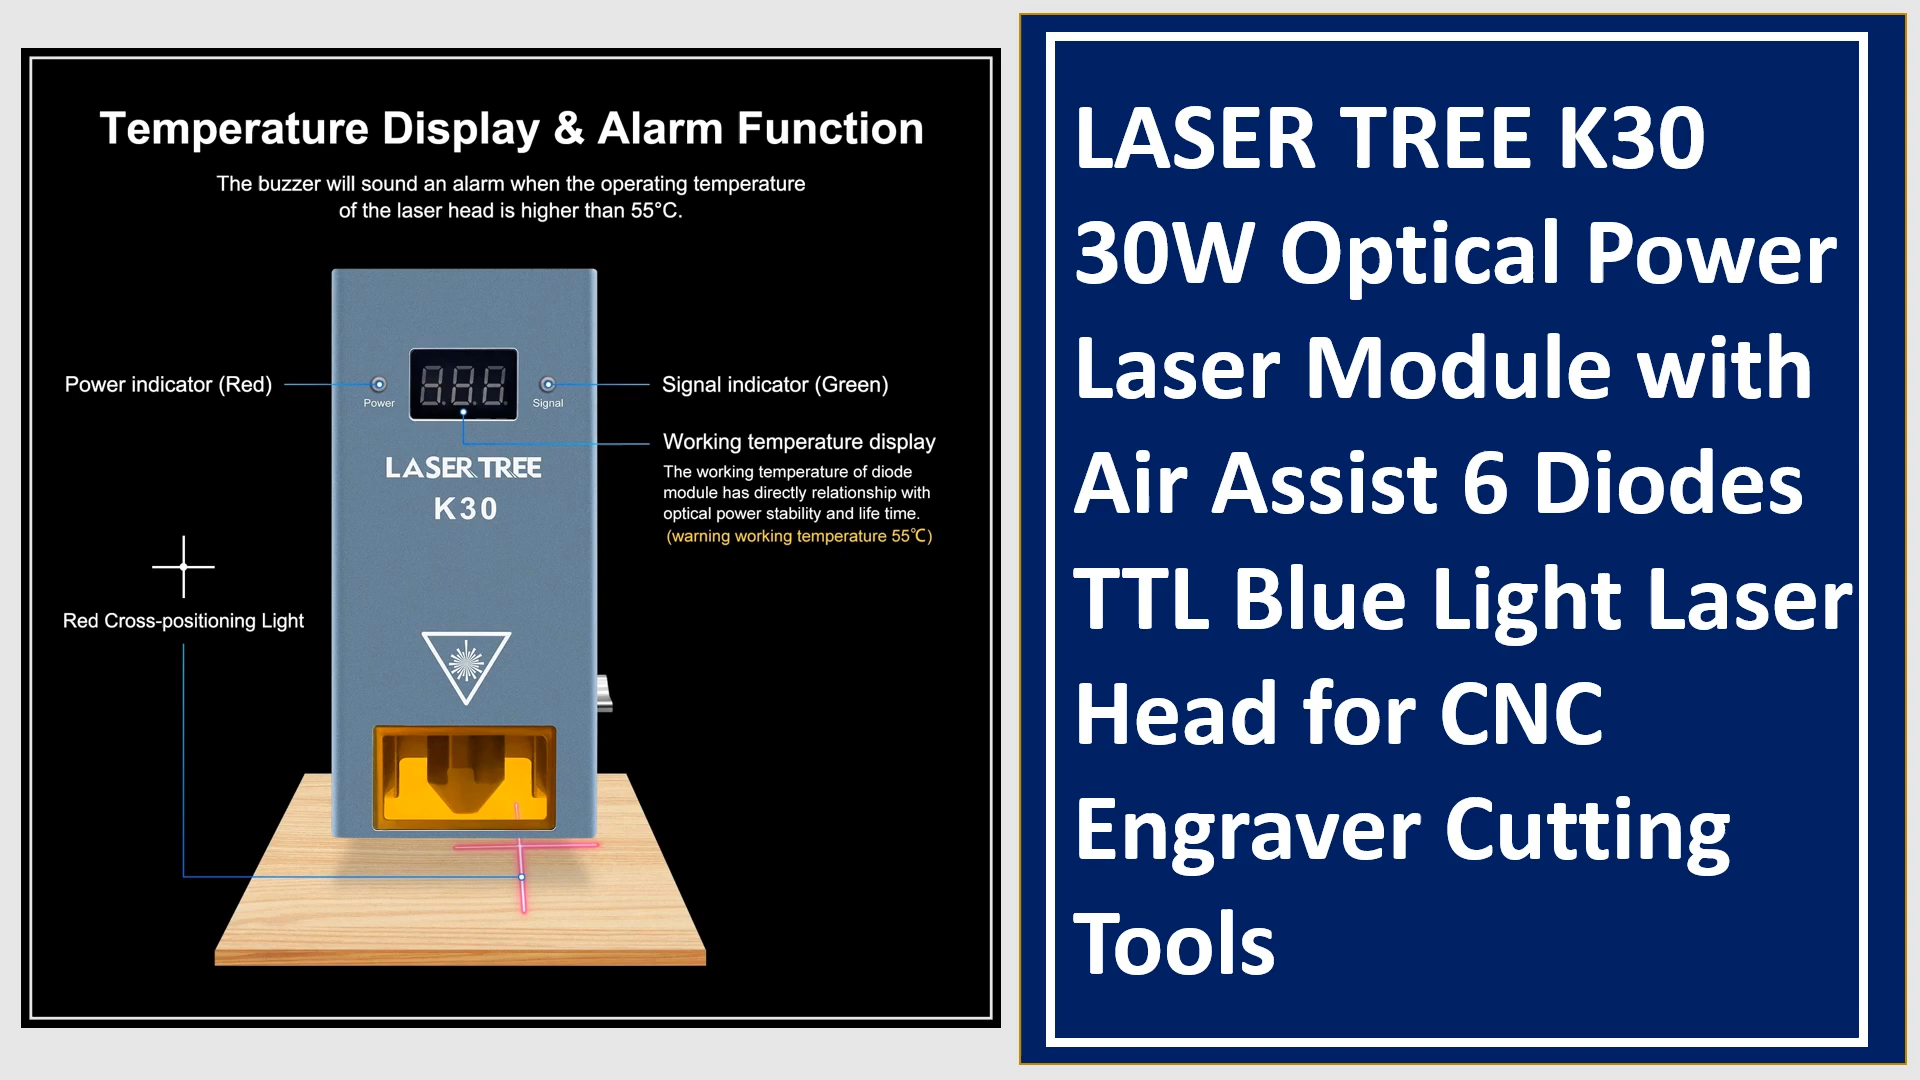 Temperature Display & Alarm Function
The buzzer will sound an alarm when the operating temperature
of the laser head is higher than 55°C.
Power indicator (Red)
Power
Signal
Signal indicator (Green)
Working temperature display
The working temperature of diode
module has directly relationship with
optical power stability and life time.
(warning working temperature 55℃)
LASER TREE
K30
Red Cross-positioning Light
LASER TREE K30
30W Optical Power
Laser Module with
Air Assist 6 Diodes
TTL Blue Light Laser
Head for CNC
Engraver Cutting
Tools